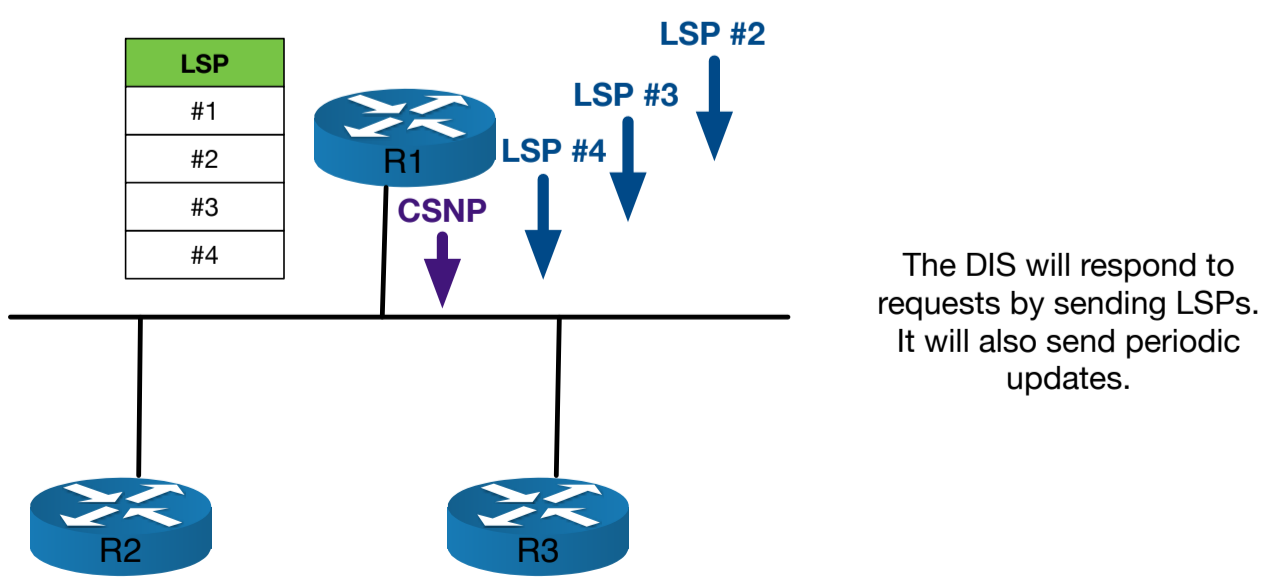 LSP
#1
#2
#3
#4
R1
LSP #2
LSP #3
LSP #4
CSNP
The DIS will respond to
requests by sending LSPs.
It will also send periodic
updates.
R2
R3